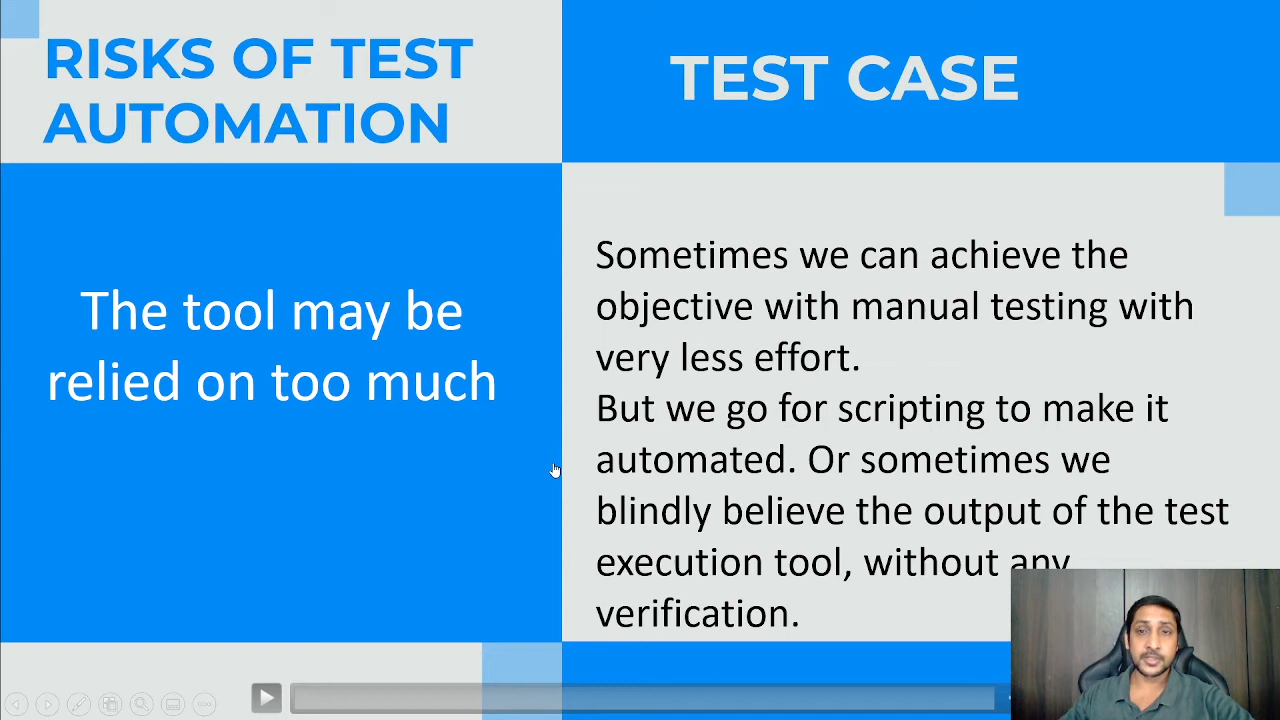 RISKS OF TEST
AUTOMATION
TEST CASE
The tool may be
relied on too much
Sometimes we can achieve the
objective with manual testing with
very less effort.
But we go for scripting to make it
automated. Or sometimes we
blindly believe the output of the test
execution tool, without any
verification.